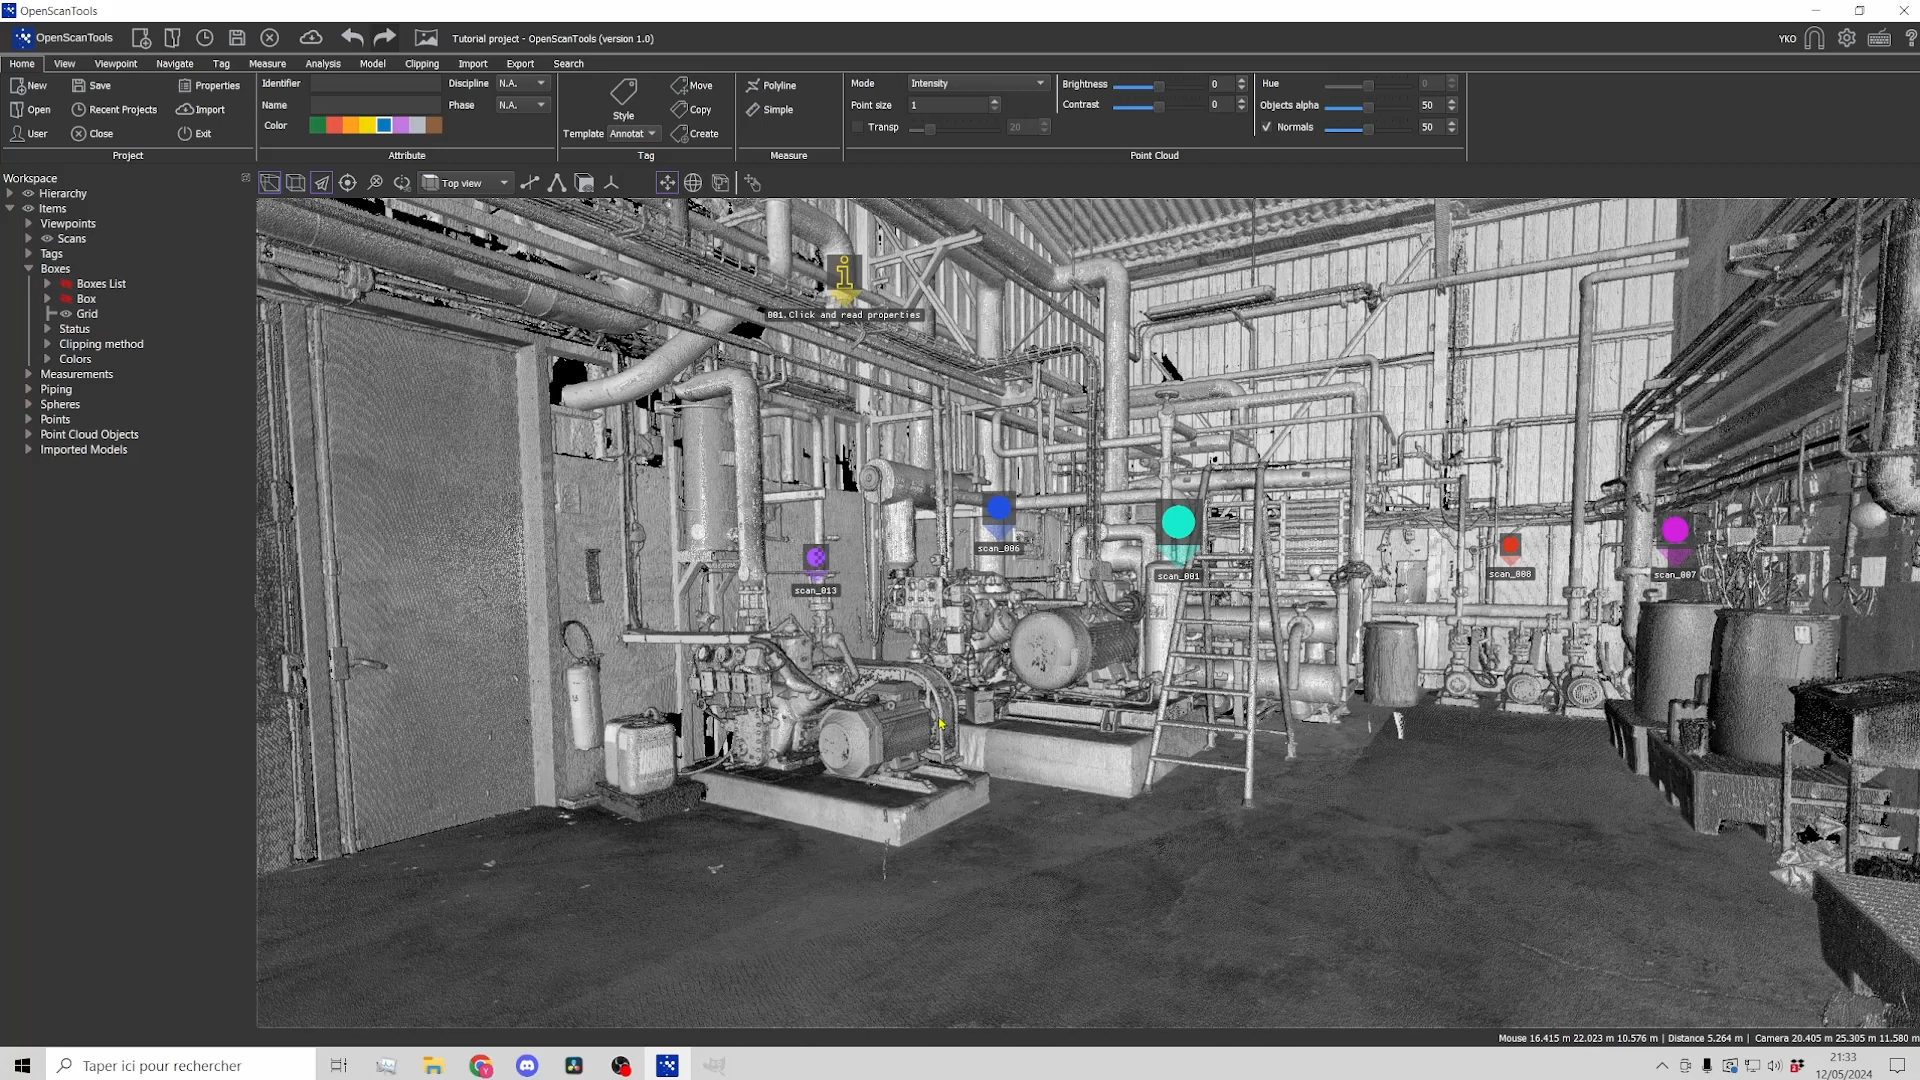 OpenScanTools
OpenScanTools
Tutorial project - OpenScanTools (version 1.0)
YKO
Home
View
Viewpoint
Navigate
Tag
Measure
Analysis
Model
Clipping
Import
Export
Search
New
Save
Properties
Open
Recent Projects
Import
User
Close
Exit
Project
Identifier
Name
Color
Discipline
N.A.
Phase
N.A.
Attribute
Style
Template
Annotat
Move
Copy
Create
Tag
Polyline
Simple
Measure
Mode
Intensity
Point size
1
Transp
20
Brightness
0
Contrast
0
Hue
0
Objects alpha
50
Normals
50
Point Cloud
Workspace
Top view
Hierarchy
Items
Viewpoints
Scans
Tags
Boxes
Boxes List
Box
Grid
Status
Clipping method
Colors
Measurements
Piping
Spheres
Points
Point Cloud Objects
Imported Models
001.Click and read properties
scan_006
scan_013
scan_001
scan_008
scan_007
Mouse 16.415 m 22.023 m 10.576 m | Distance 5.264 m | Camera 20.405 m 25.305 m 11.580 m
Taper ici pour rechercher
21:33
12/05/2024